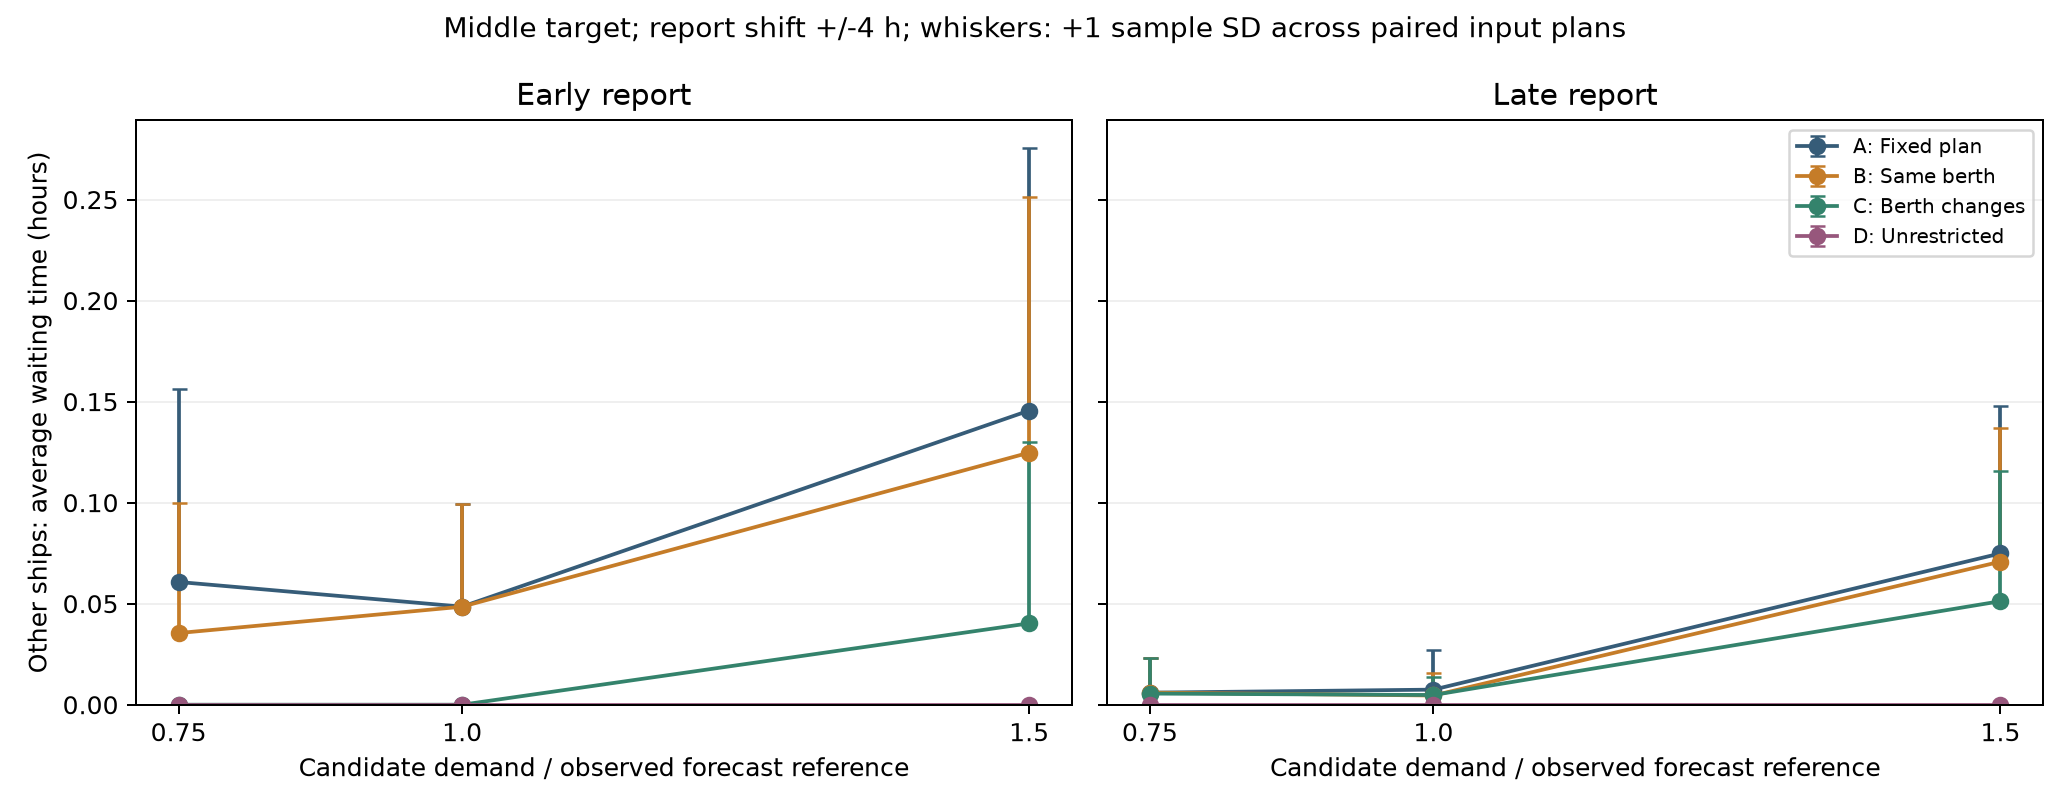 Middle target; report shift +/-4 h; whiskers: +1 sample SD across paired input plans
Early report
Other ships: average waiting time (hours)
0.25
0.20
0.15
0.10
0.05
0.00
0.75
1.0
1.5
Candidate demand / observed forecast reference
Late report
A: Fixed plan
B: Same berth
C: Berth changes
D: Unrestricted
0.75
1.0
1.5
Candidate demand / observed forecast reference